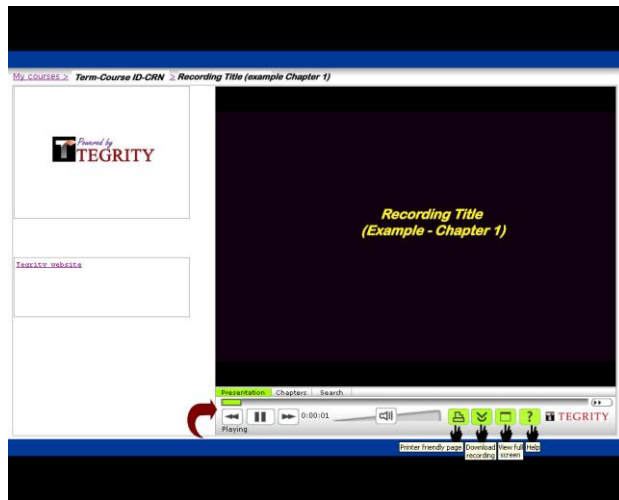 My courses > Term-Course ID-CRN > Recording Title (example Chapter 1)
Powered by
TEGRITY
Tegrity website
Recording Title
(Example - Chapter 1)
Presentation Chapters Search
0:00:01 ? TEGRITY
Playing
Printer friendly page Download recording View full screen Help